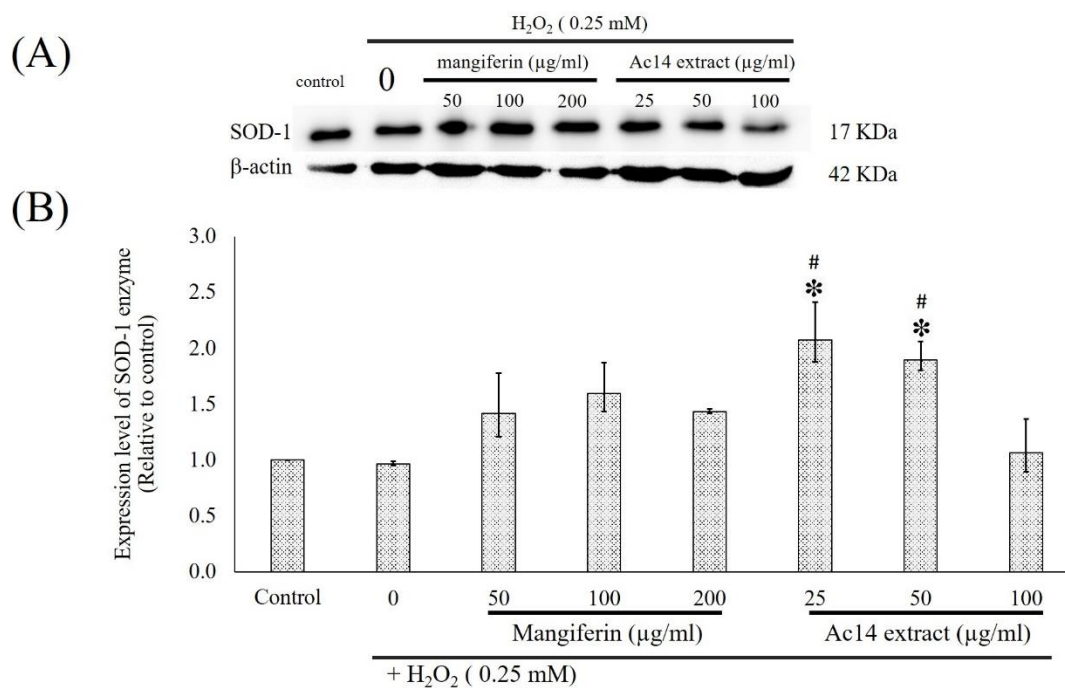 (A)
H₂O₂ ( 0.25 mM)
control
0
mangiferin (µg/ml)
Ac14 extract (µg/ml)
50 100 200 25 50 100
SOD-1
17 KDa
β-actin
42 KDa
(B)
Expression level of SOD-1 enzyme
(Relative to control)
3.0
2.5
2.0
1.5
1.0
0.5
0.0
# 
✻
#
✻
Control 0 50 100 200 25 50 100
Mangiferin (µg/ml)
Ac14 extract (µg/ml)
+ H₂O₂ ( 0.25 mM)